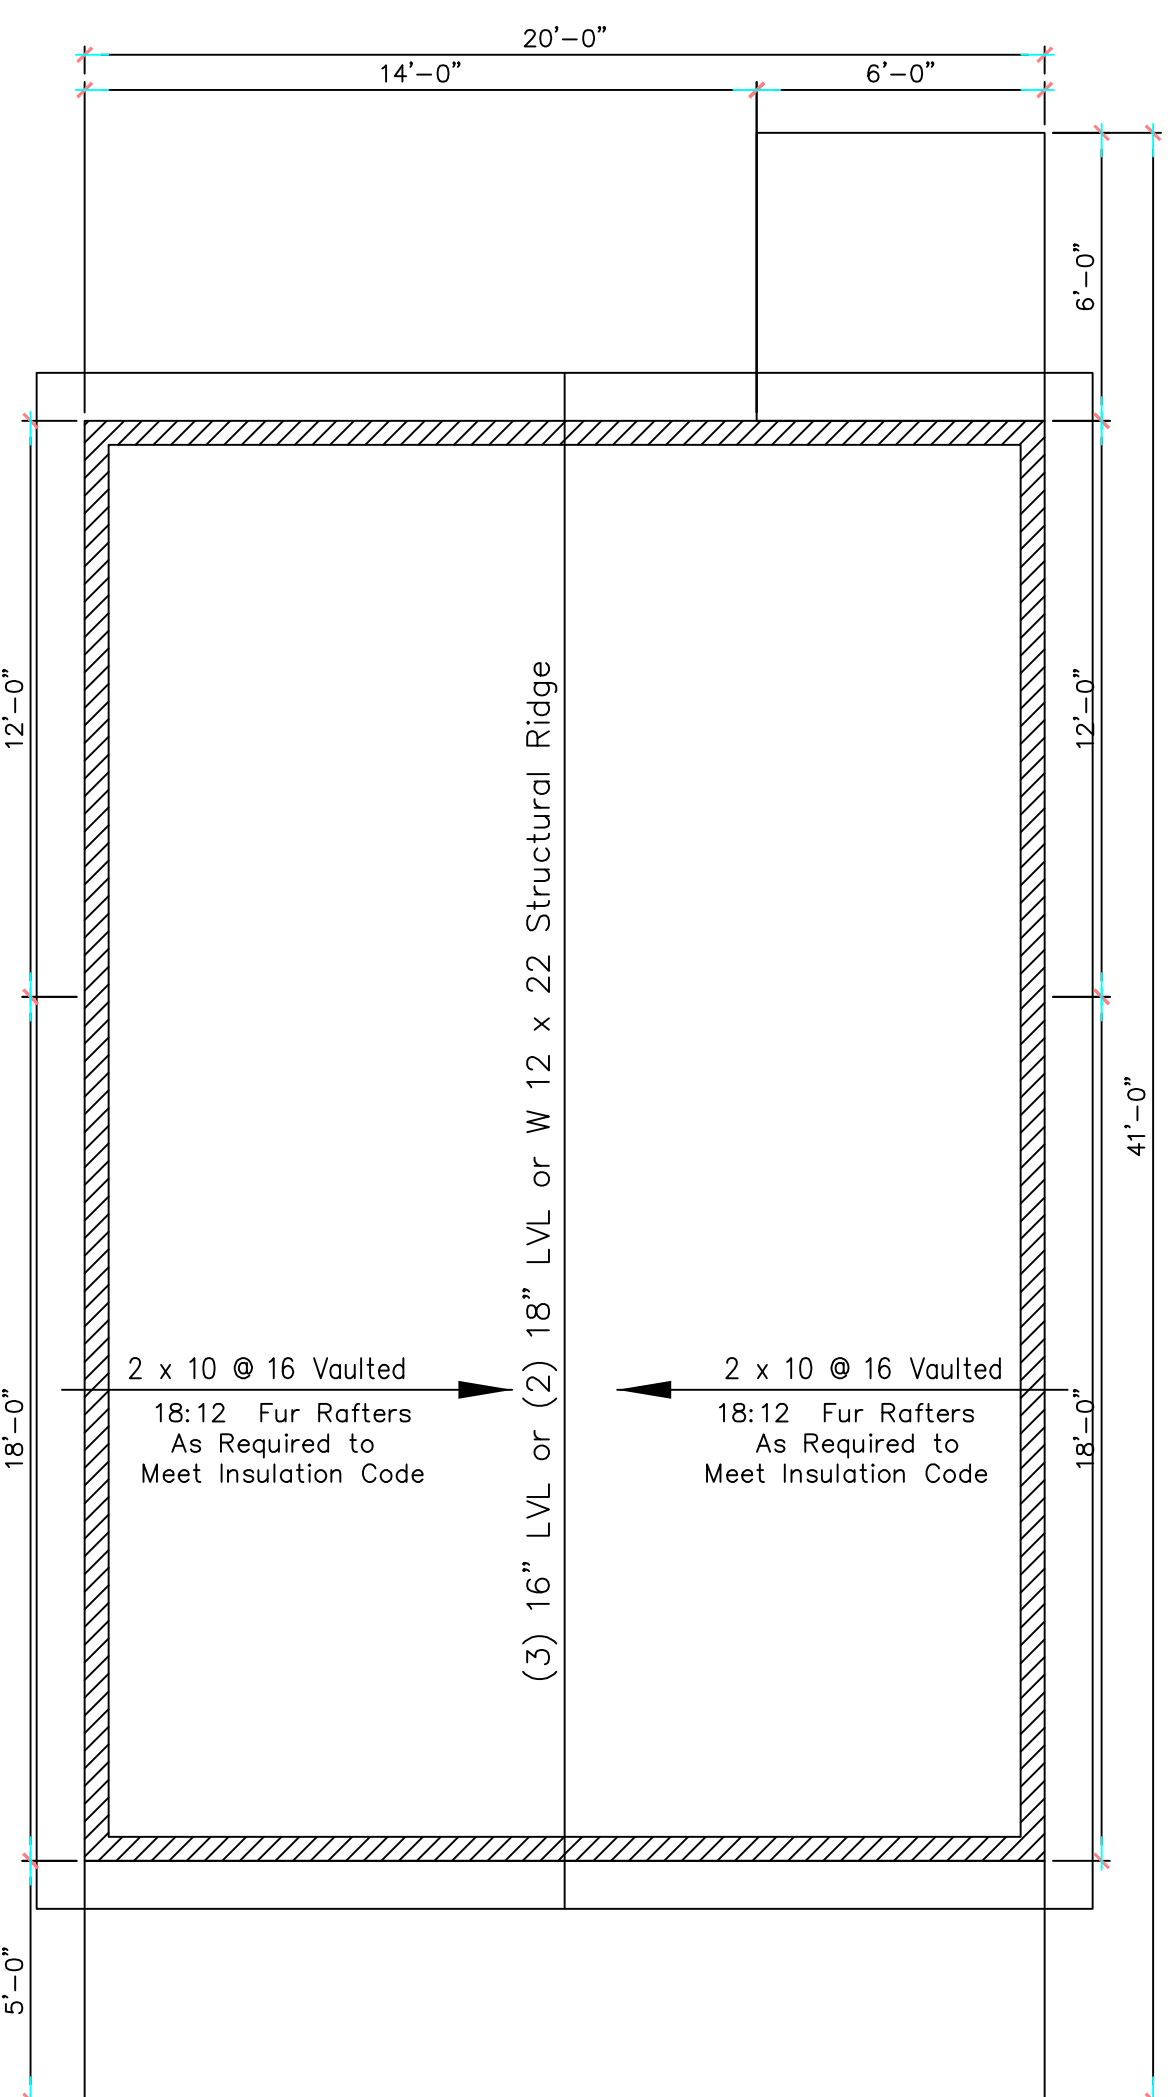 20'-0"
14'-0"
6'-0"
6'-0"
12'-0"
12'-0"
41'-0"
(3) 16" LVL or (2) 18" LVL or W 12 x 22 Structural Ridge
2 x 10 @ 16 Vaulted
18:12 Fur Rafters
As Required to
Meet Insulation Code
2 x 10 @ 16 Vaulted
18:12 Fur Rafters
As Required to
Meet Insulation Code
18'-0"
18'-0"
5'-0"